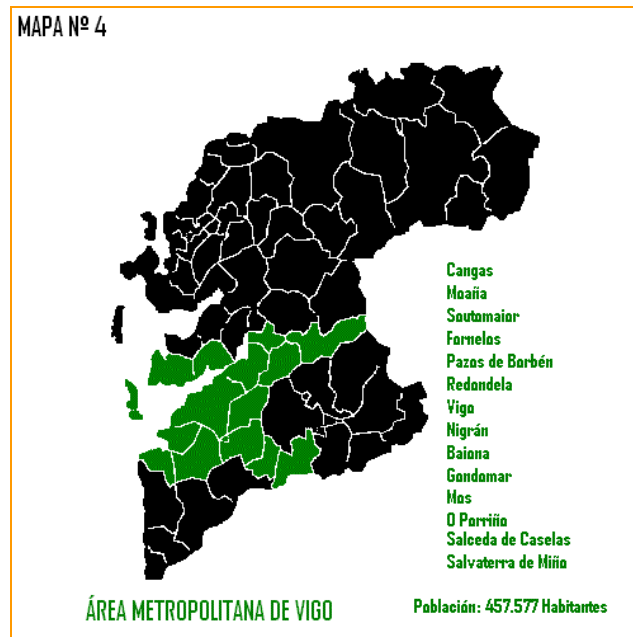 MAPA Nº 4
Cangas
Moaña
Soutomaior
Fornelos
Pazos de Borbén
Redondela
Vigo
Nigrán
Baiona
Gondomar
Mos
O Porriño
Salceda de Caselas
Salvaterra de Miño
ÁREA METROPOLITANA DE VIGO
Población: 457.577 Habitantes